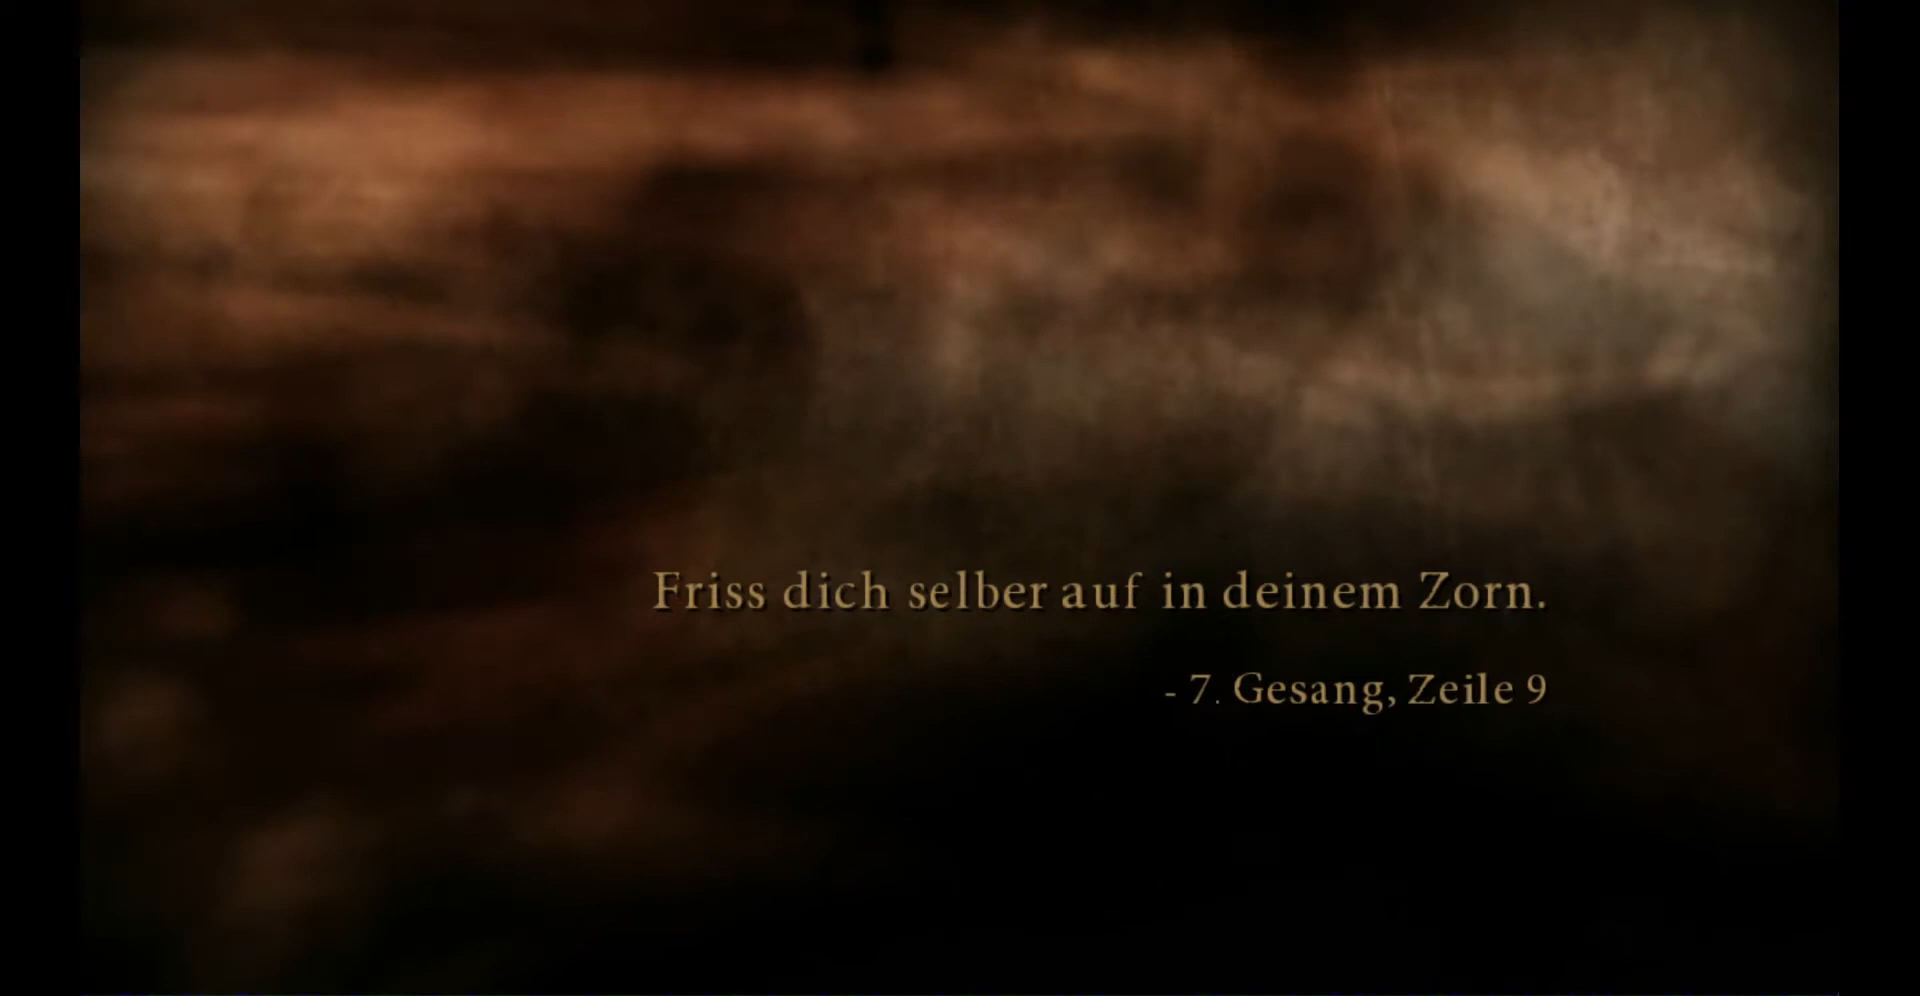 Friss dich selber auf in deinem Zorn.
- 7. Gesang, Zeile 9